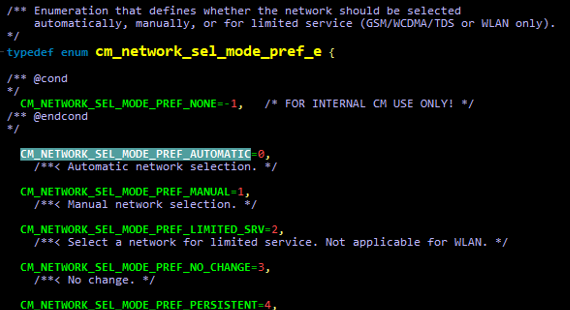 /** Enumeration that defines whether the network should be selected
automatically, manually, or for limited service (GSM/WCDMA/TDS or WLAN only).
*/
typedef enum cm_network_sel_mode_pref_e {
/** @cond
*/
CM_NETWORK_SEL_MODE_PREF_NONE=-1, /* FOR INTERNAL CM USE ONLY! */
/** @endcond
*/
CM_NETWORK_SEL_MODE_PREF_AUTOMATIC=0,
/**< Automatic network selection. */
CM_NETWORK_SEL_MODE_PREF_MANUAL=1,
/**< Manual network selection. */
CM_NETWORK_SEL_MODE_PREF_LIMITED_SRV=2,
/**< Select a network for limited service. Not applicable for WLAN. */
CM_NETWORK_SEL_MODE_PREF_NO_CHANGE=3,
/**< No change. */
CM_NETWORK_SEL_MODE_PREF_PERSISTENT=4,